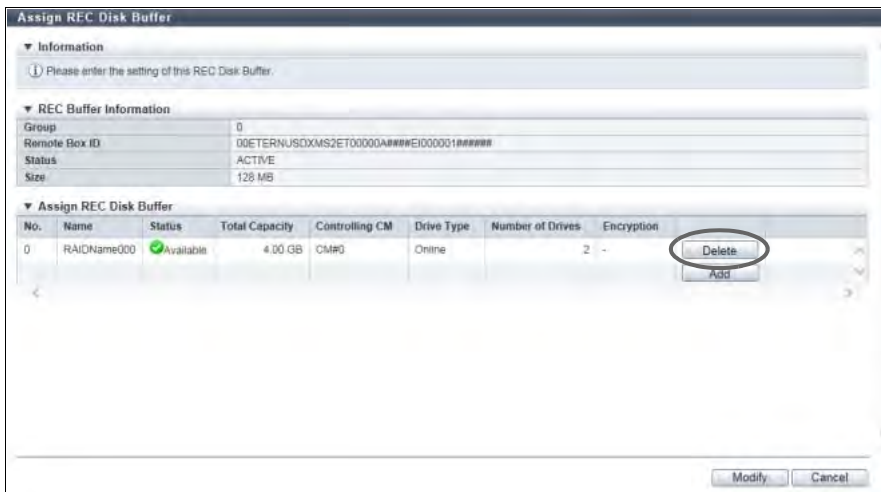 Assign REC Disk Buffer
Information
Please enter the setting of this REC Disk Buffer.
REC Buffer Information
Group 0
Remote Box ID 00ETERNUSDXMS2ET00000A####EI000001######
Status ACTIVE
Size 128 MB
Assign REC Disk Buffer
No. Name Status Total Capacity Controlling CM Drive Type Number of Drives Encryption
0 RAIDName000 Available 4.00 GB CM#0 Online 2 - Delete
Add
Modify Cancel